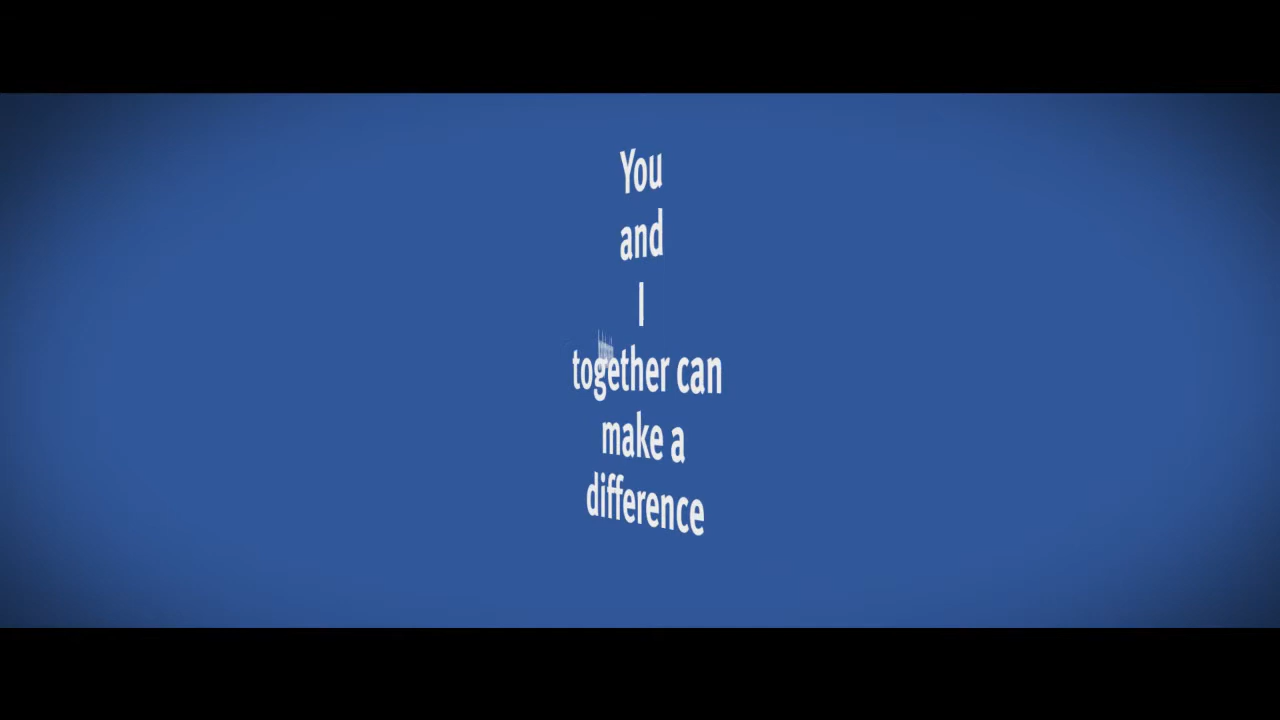 You
and
I
together can
make a
difference